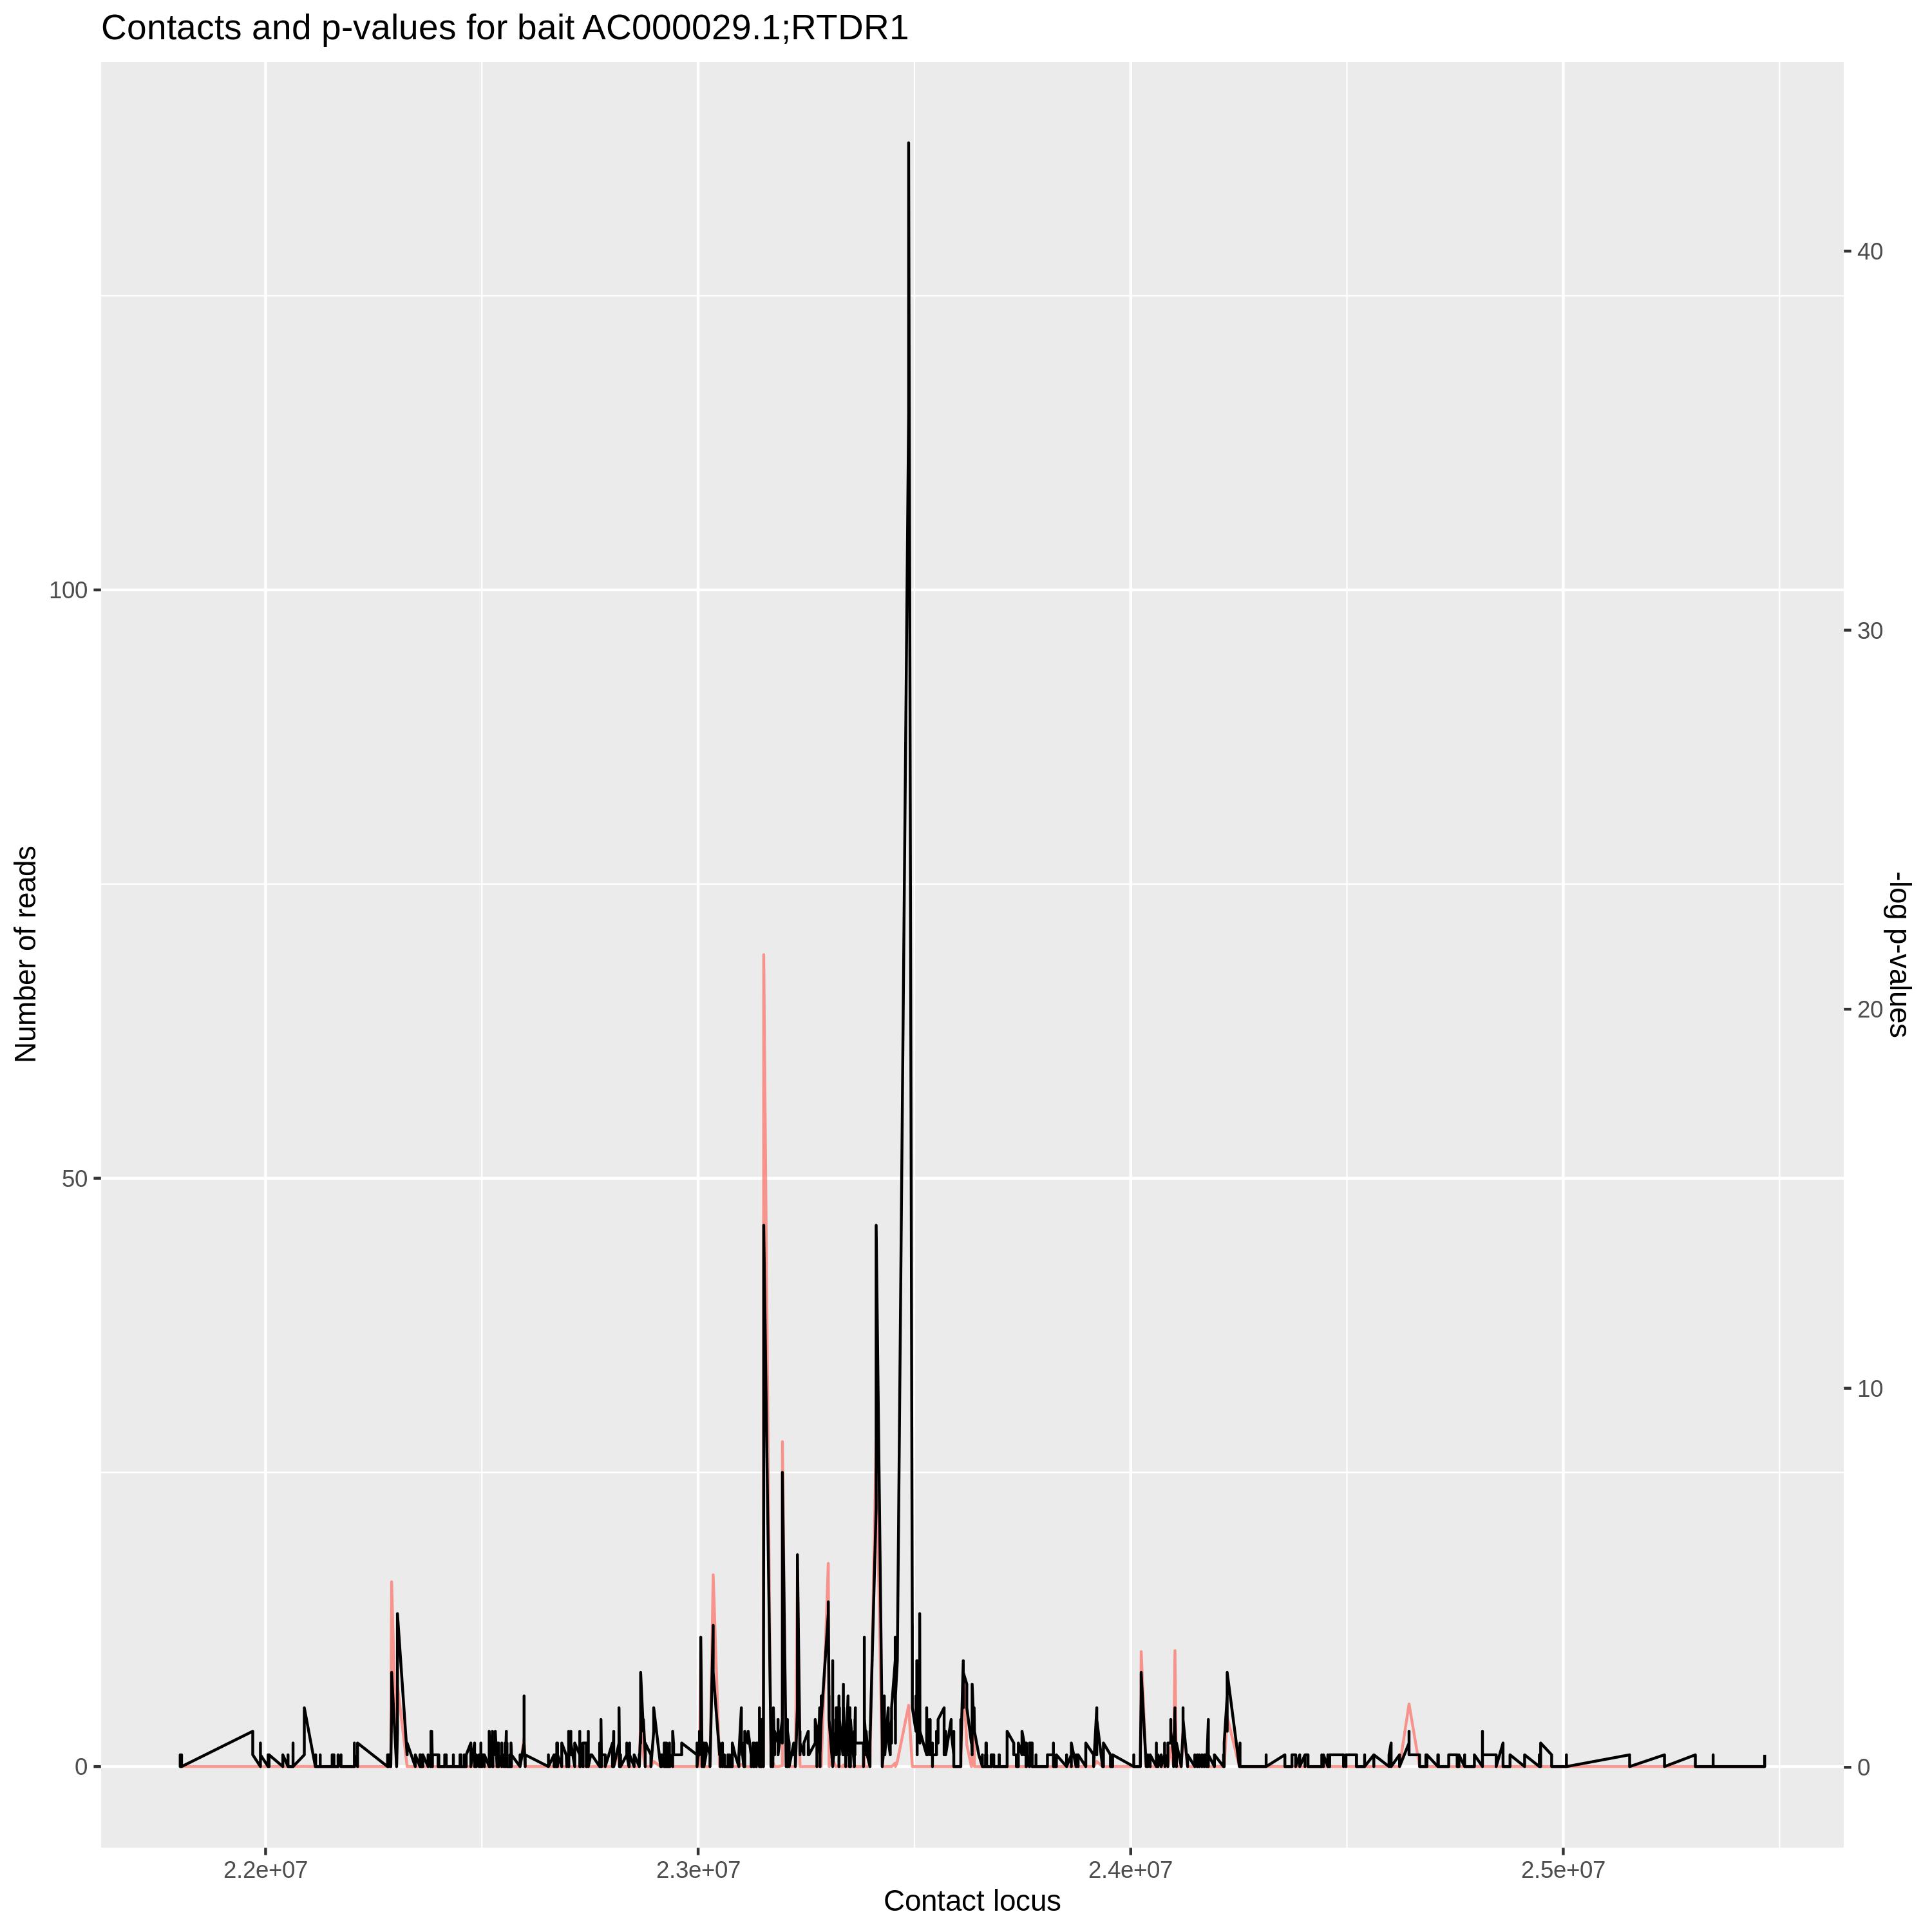 Contacts and p-values for bait AC000029.1;RTDR1
Number of reads
100
50
0
40
30
20
10
0
-log p-values
2.2e+07 2.3e+07 2.4e+07 2.5e+07
Contact locus